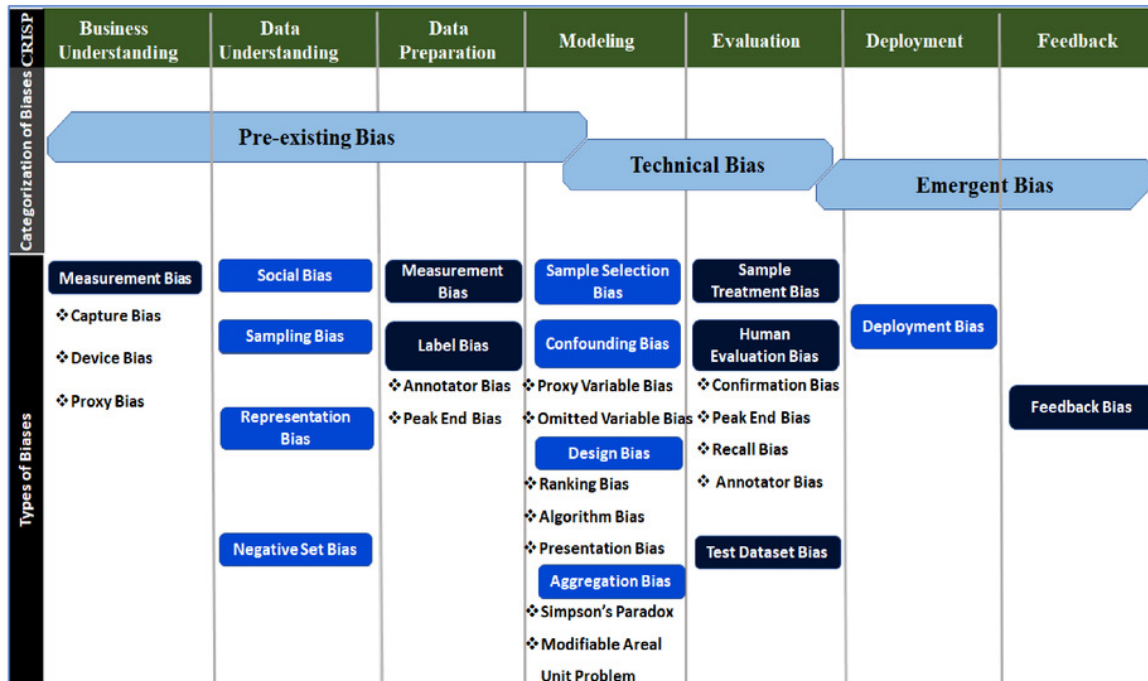 CRISP
Business
Understanding
Data
Understanding
Data
Preparation
Modeling
Evaluation
Deployment
Feedback
Categorization of Biases
Pre-existing Bias
Technical Bias
Emergent Bias
Types of Biases
Measurement Bias
❖Capture Bias
❖Device Bias
❖Proxy Bias
Social Bias
Sampling Bias
Representation
Bias
Negative Set Bias
Measurement
Bias
Label Bias
❖Annotator Bias
❖Peak End Bias
Sample Selection
Bias
Confounding Bias
❖Proxy Variable Bias
❖Omitted Variable Bias
Design Bias
❖Ranking Bias
❖Algorithm Bias
❖Presentation Bias
Aggregation Bias
❖Simpson's Paradox
❖Modifiable Areal
Unit Problem
Sample
Treatment Bias
Human
Evaluation Bias
❖Confirmation Bias
❖Peak End Bias
❖Recall Bias
❖ Annotator Bias
Test Dataset Bias
Deployment Bias
Feedback Bias